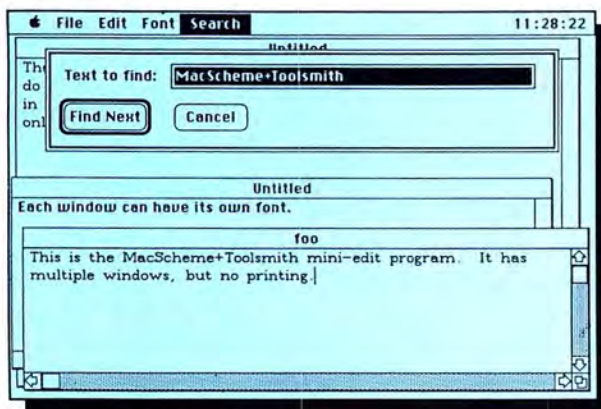 File Edit Font Search 11:28:22
Untitled
Text to find: MacScheme+Toolsmith
do
in
Find Next Cancel
Untitled
Each window can have its own font.
foo
This is the MacScheme+Toolsmith mini-edit program. It has
multiple windows, but no printing.